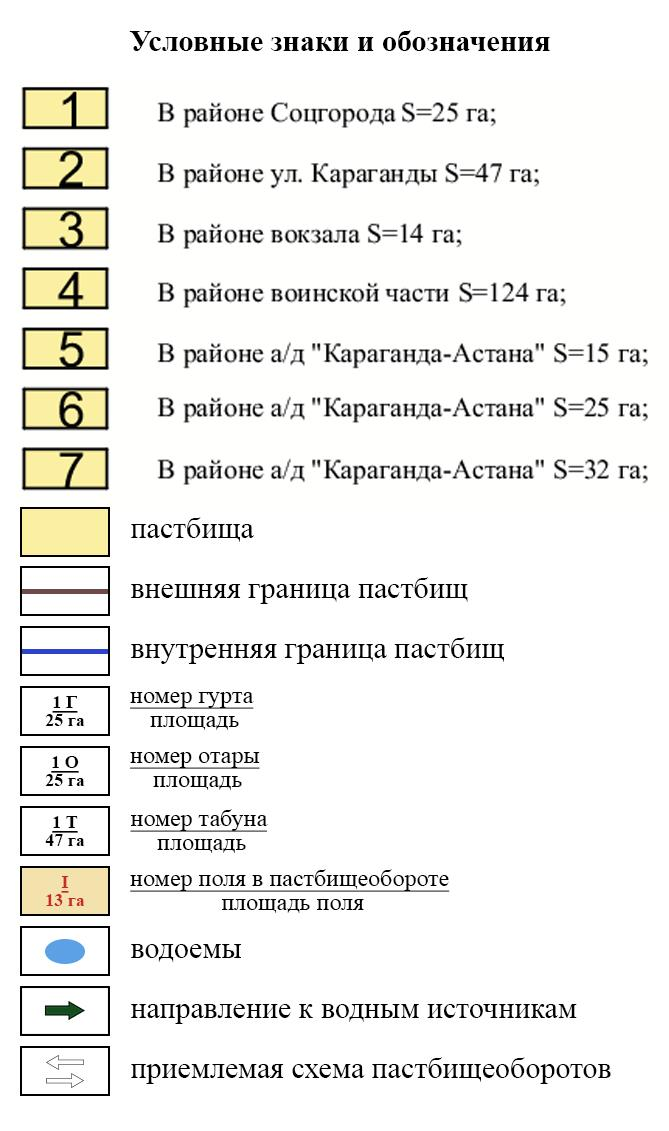 Условные знаки и обозначения
1 В районе Соцгорода S=25 га;
2 В районе ул. Караганды S=47 га;
3 В районе вокзала S=14 га;
4 В районе воинской части S=124 га;
5 В районе а/д "Караганда-Астана" S=15 га;
6 В районе а/д "Караганда-Астана" S=25 га;
7 В районе а/д "Караганда-Астана" S=32 га;
пастбища
внешняя граница пастбищ
внутренняя граница пастбищ
1 Г номер гурта
25 га площадь
1 О номер отары
25 га площадь
1 Т номер табуна
47 га площадь
I номер поля в пастбищеобороте
13 га площадь поля
водоемы
направление к водным источникам
приемлемая схема пастбищеоборотов